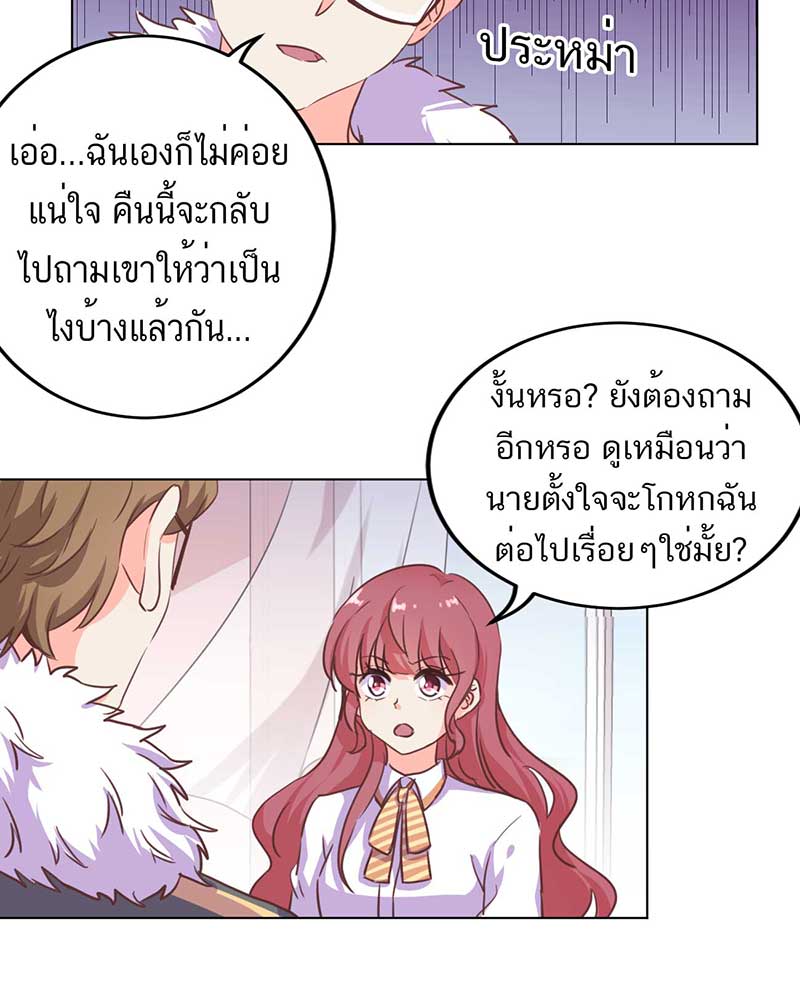 ประหม่า
เอ่อ...ฉันเองก็ไม่ค่อย
แน่ใจ คืนนี้จะกลับ
ไปถามเขาให้ว่าเป็น
ไงบ้างแล้วกัน...
งั้นหรอ? ยังต้องถาม
อีกหรอ ดูเหมือนว่า
นายตั้งใจจะโกหกฉัน
ต่อไปเรื่อยๆใช่มั้ย?